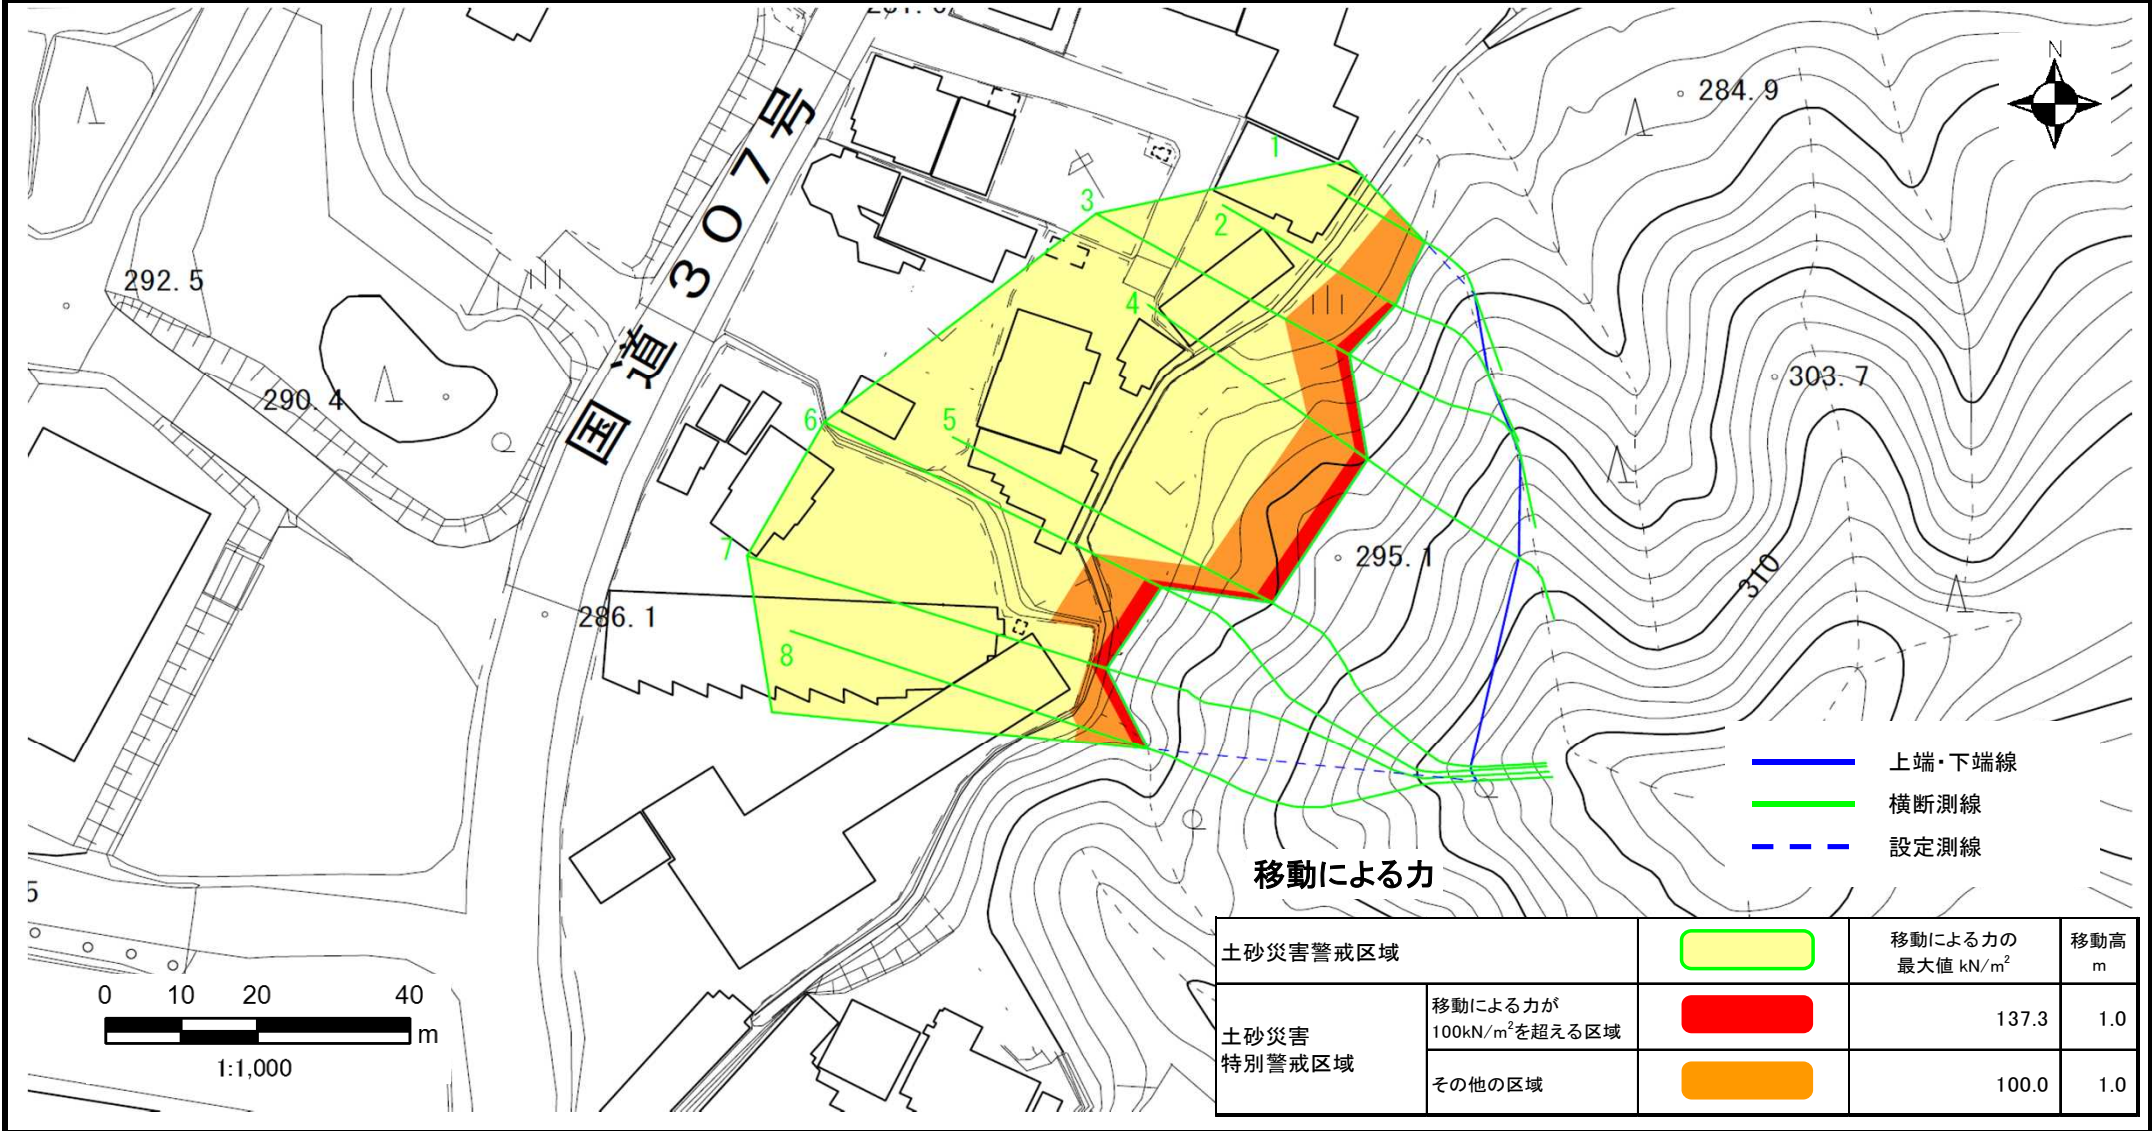 N
284.9
国道307号
1
3
2
292.5
4
303.7
290.4
6
5
295.1
7
310
286.1
8
上端・下端線
横断測線
設定測線
移動による力
5
土砂災害警戒区域
移動による力の
最大値 kN/m²
移動高
m
土砂災害
特別警戒区域
移動による力が
100kN/m²を超える区域
137.3
1.0
その他の区域
100.0
1.0
0 10 20 40
m
1:1,000